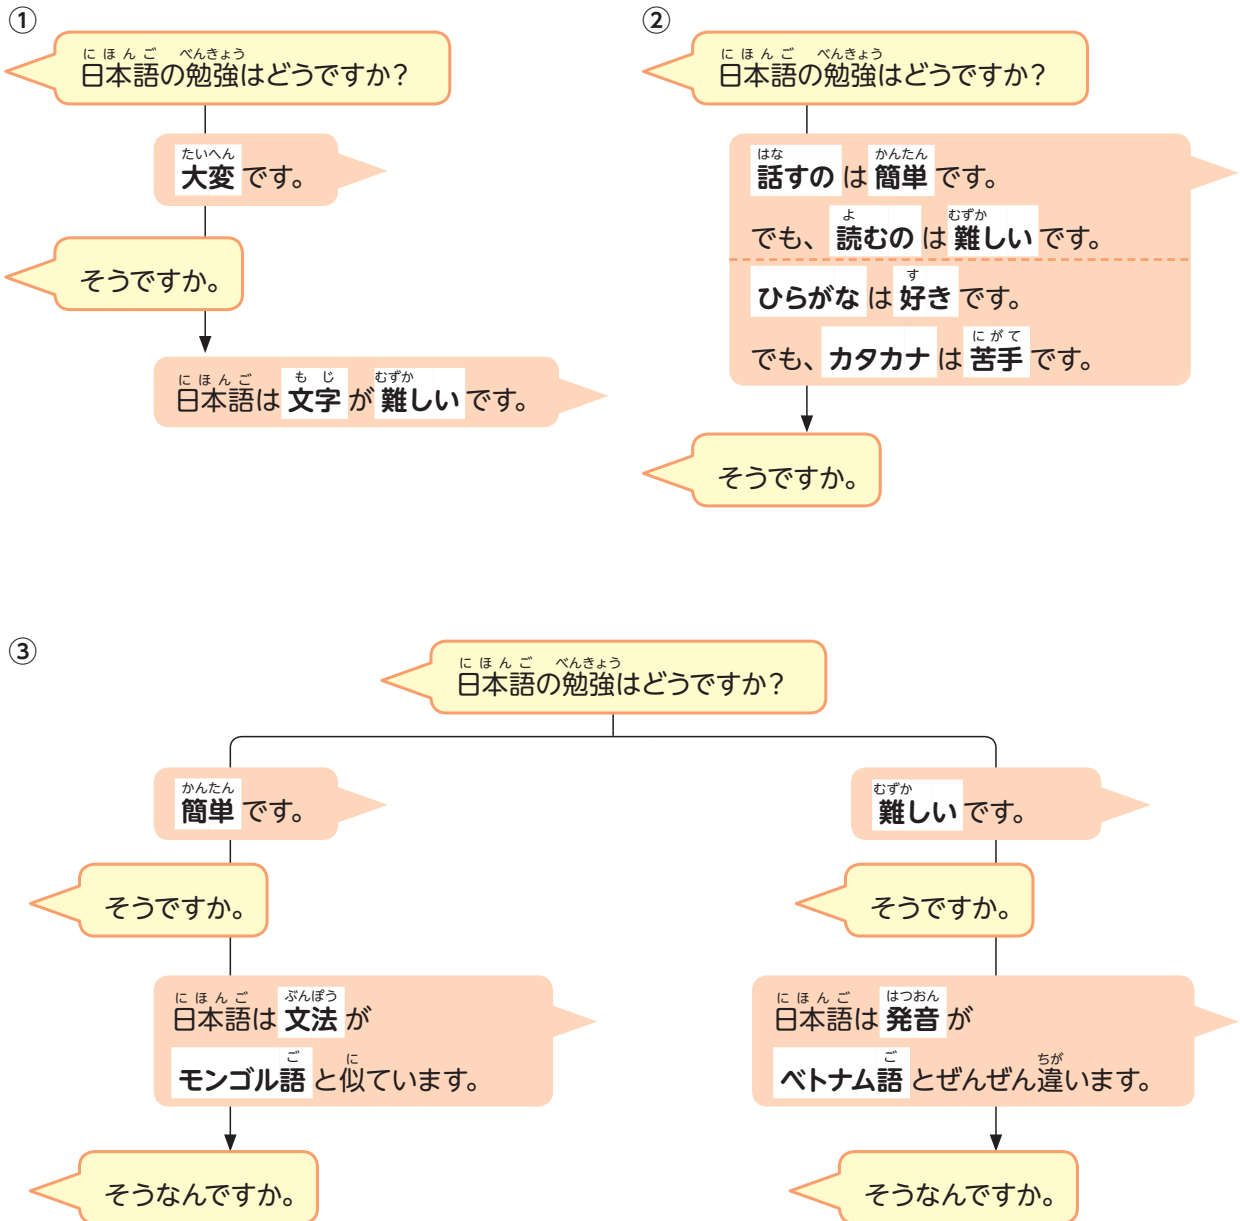 ①
にほんご べんきょう
日本語の勉強はどうですか？
たいへん
大変です。
そうですか。
にほんご もじ むずか
日本語は文字が難しいです。
②
にほんご べんきょう
日本語の勉強はどうですか？
はな かんたん
話すのは簡単です。
よ むずか
でも、読むのは難しいです。
す
ひらがなは好きです。
にがて
でも、カタカナは苦手です。
そうですか。
③
にほんご べんきょう
日本語の勉強はどうですか？
かんたん
簡単です。
そうですか。
にほんご ぶんぽう
日本語は文法が
ご に
モンゴル語と似ています。
そうなんですか。
むずか
難しいです。
そうですか。
にほんご はつおん
日本語は発音が
ご ちが
ベトナム語とぜんぜん違います。
そうなんですか。